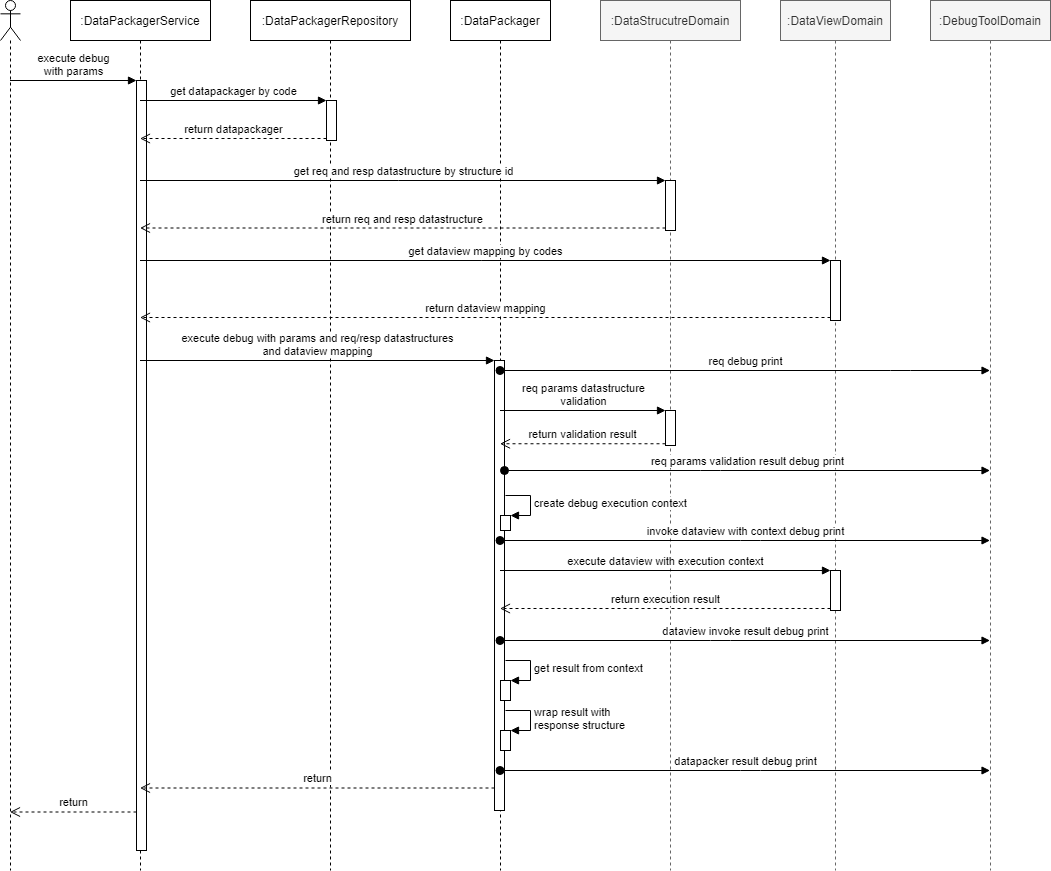 :DataPackagerService
:DataPackagerRepository
:DataPackager
:DataStrucutreDomain
:DataViewDomain
:DebugToolDomain
execute debug
with params
get datapackager by code
return datapackager
get req and resp datastructure by structure id
return req and resp datastructure
get dataview mapping by codes
return dataview mapping
execute debug with params and req/resp datastructures
and dataview mapping
req debug print
req params datastructure
validation
return validation result
req params validation result debug print
create debug execution context
invoke dataview with context debug print
execute dataview with execution context
return execution result
dataview invoke result debug print
get result from context
wrap result with
response structure
datapacker result debug print
return
return